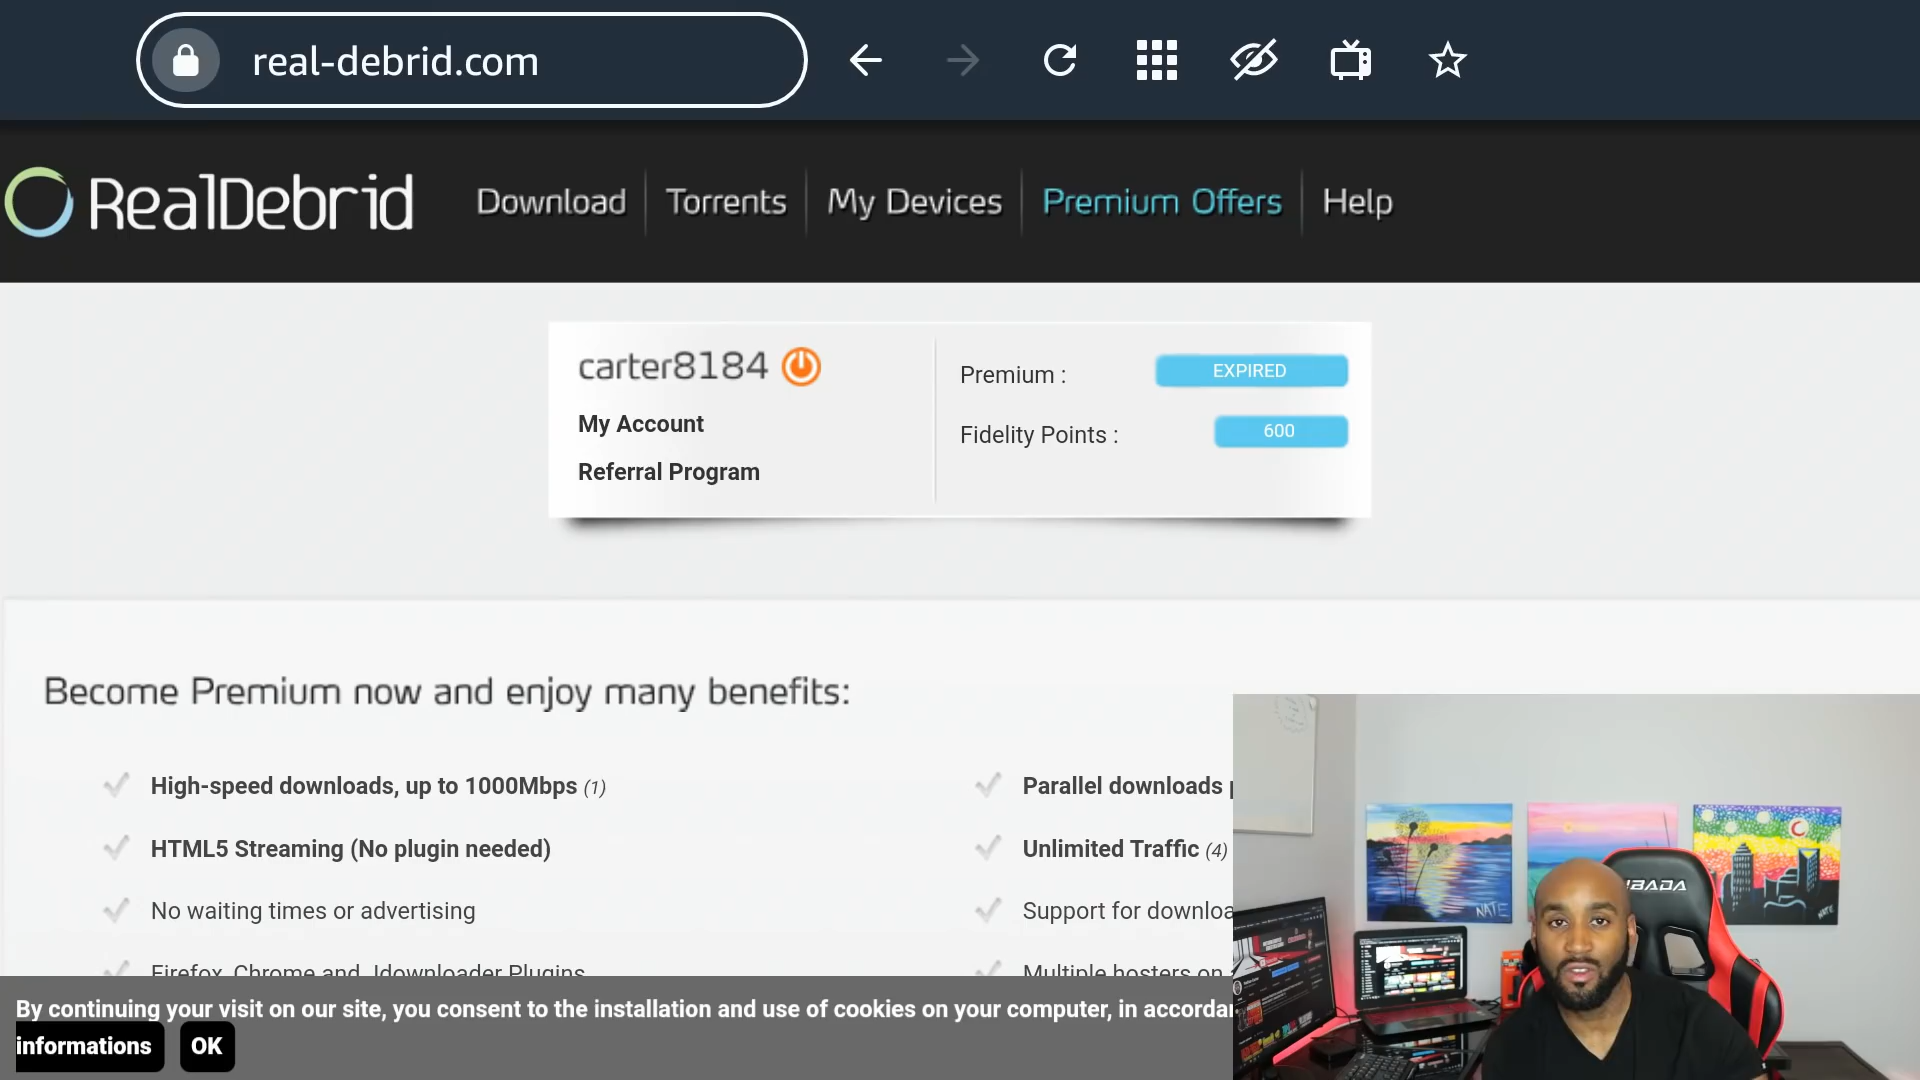 real-debrid.com
RealDebrid
Download
Torrents
My Devices
Premium Offers
Help
carter8184
My Account
Referral Program
Premium :
EXPIRED
Fidelity Points :
600
Become Premium now and enjoy many benefits:
High-speed downloads, up to 1000Mbps (1)
HTML5 Streaming (No plugin needed)
No waiting times or advertising
Firefox, Chrome and Jdownloader Plugins
Parallel downloads
Unlimited Traffic (4)
Support for
Multiple hosters on
By continuing your visit on our site, you consent to the installation and use of cookies on your computer, in
informations
OK
NATE
NATE